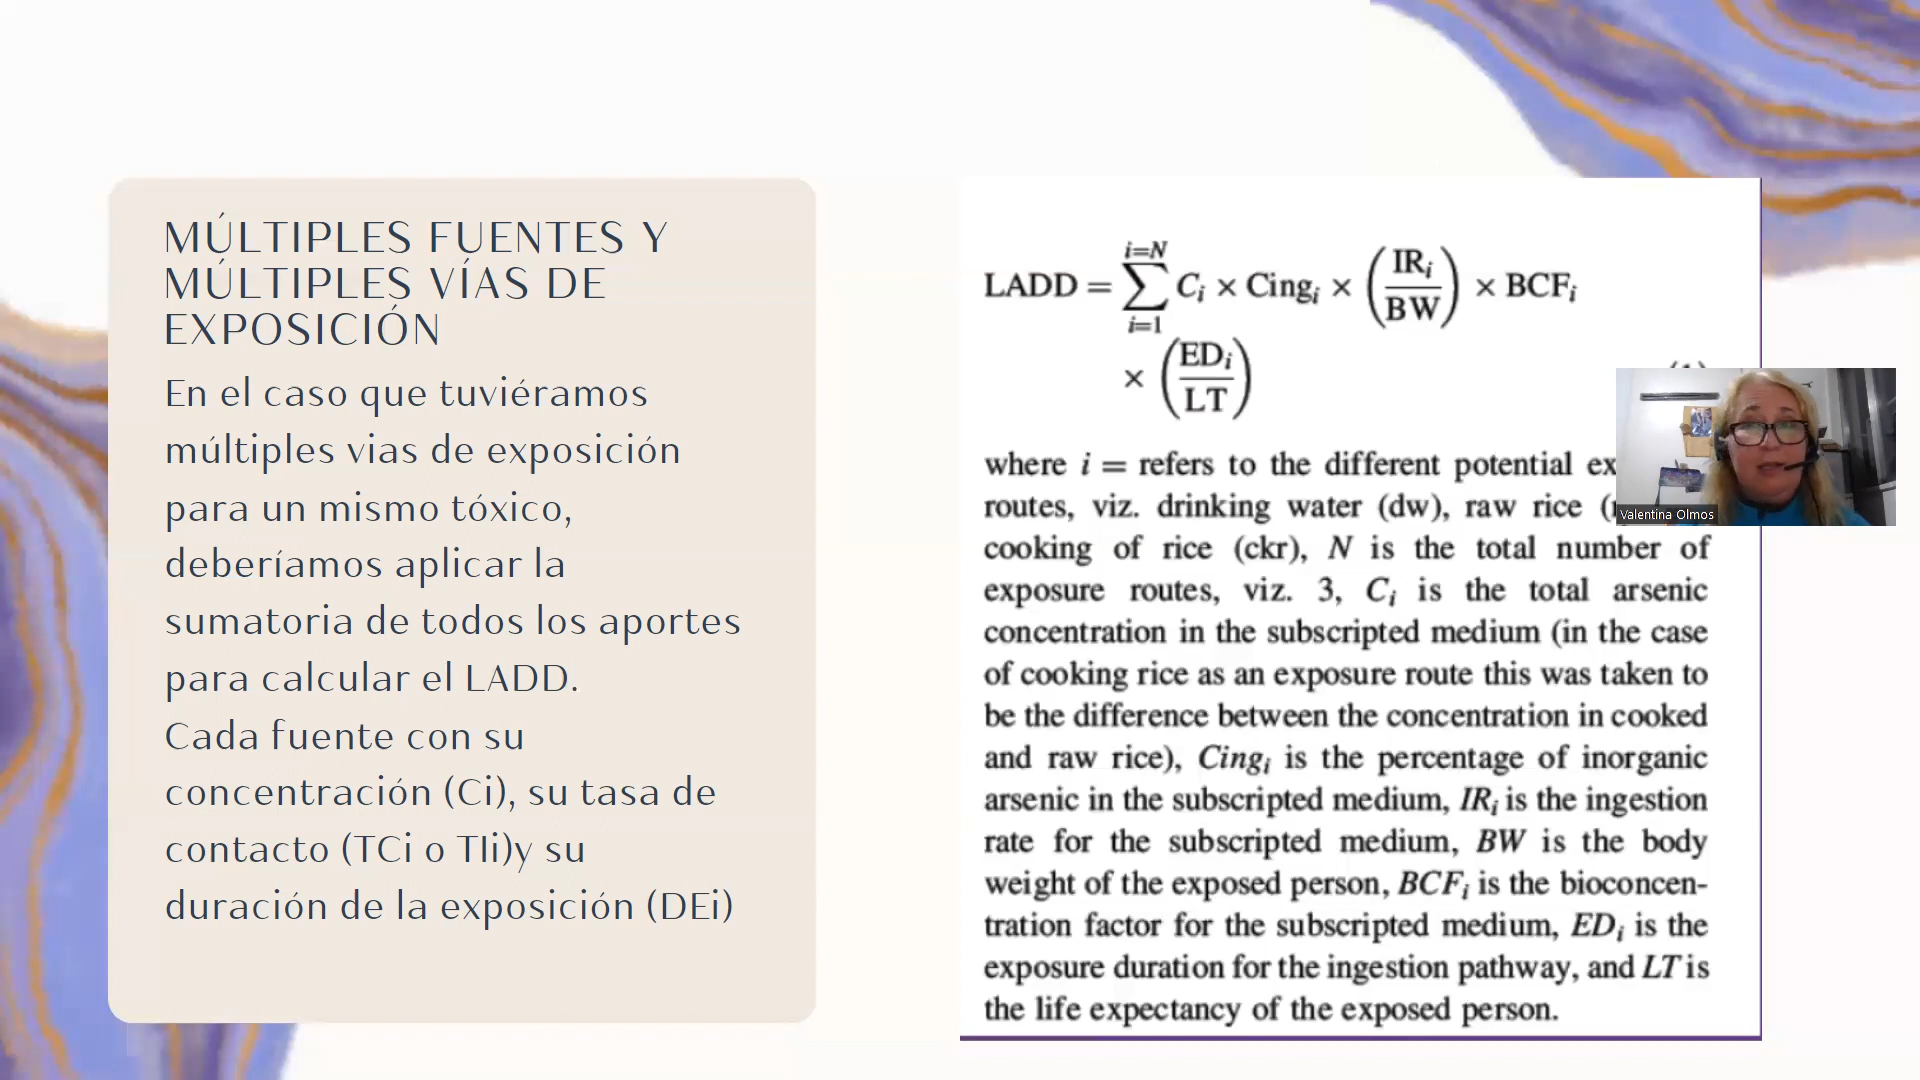 MÚLTIPLES FUENTES Y
MÚLTIPLES VÍAS DE
EXPOSICIÓN
En el caso que tuviéramos
múltiples vias de exposición
para un mismo tóxico,
deberíamos aplicar la
sumatoria de todos los aportes
para calcular el LADD.
Cada fuente con su
concentración (Ci), su tasa de
contacto (TCi o TIi)y su
duración de la exposición (DEi)
i=N
LADD = ∑ Cᵢ × Cingᵢ × (IRᵢ/BW) × BCFᵢ
i=1
× (EDᵢ/LT)
where i = refers to the different potential
routes, viz. drinking water (dw), raw rice
cooking of rice (ckr), N is the total number of
exposure routes, viz. 3, Cᵢ is the total arsenic
concentration in the subscripted medium (in the case
of cooking rice as an exposure route this was taken to
be the difference between the concentration in cooked
and raw rice), Cingᵢ is the percentage of inorganic
arsenic in the subscripted medium, IRᵢ is the ingestion
rate for the subscripted medium, BW is the body
weight of the exposed person, BCFᵢ is the bioconcen-
tration factor for the subscripted medium, EDᵢ is the
exposure duration for the ingestion pathway, and LT is
the life expectancy of the exposed person.
Valentina Olmos